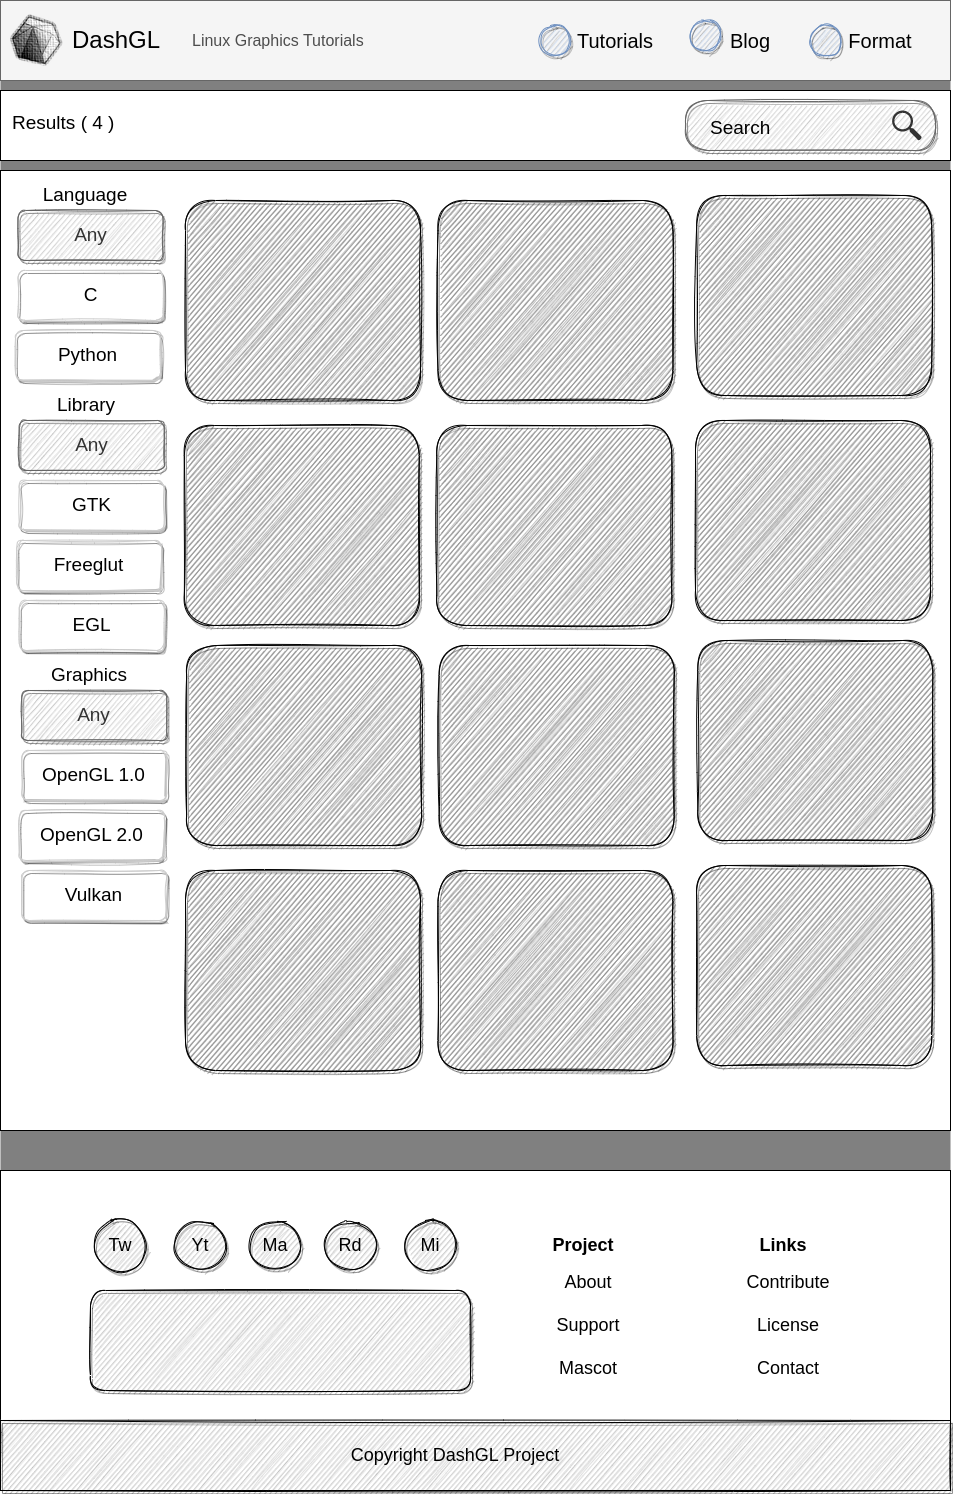 DashGL Linux Graphics Tutorials Tutorials Blog Format
Results ( 4 ) Search
Language
Any
C
Python
Library
Any
GTK
Freeglut
EGL
Graphics
Any
OpenGL 1.0
OpenGL 2.0
Vulkan
Tw Yt Ma Rd Mi
Project
About
Support
Mascot
Links
Contribute
License
Contact
Copyright DashGL Project